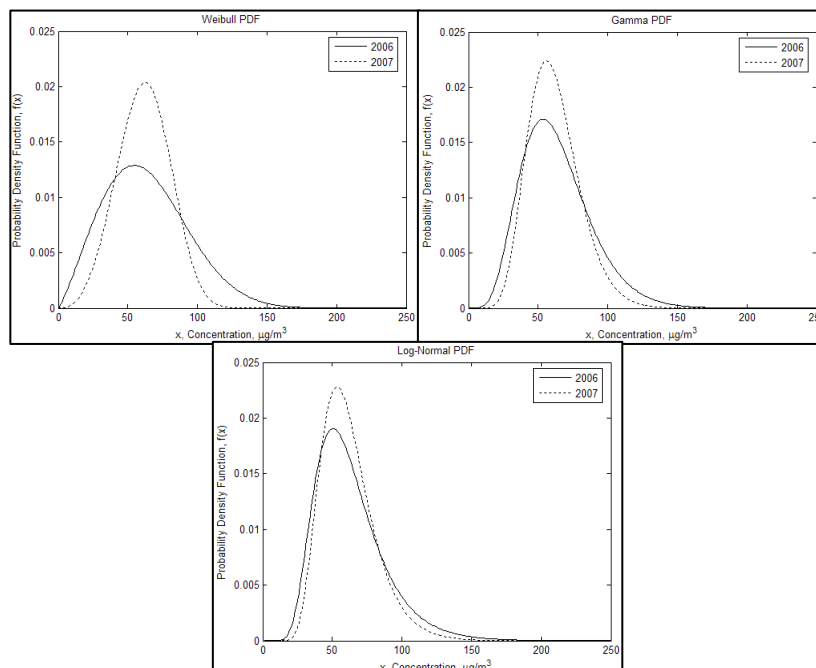 Weibull PDF
0.025
0.02
0.015
0.01
0.005
0
Probability Density Function, f(x)
2006
2007
0 50 100 150 200 250
x, Concentration, μg/m³
Gamma PDF
0.025
0.02
0.015
0.01
0.005
0
Probability Density Function, f(x)
2006
2007
0 50 100 150 200 250
x, Concentration, μg/m³
Log-Normal PDF
0.025
0.02
0.015
0.01
0.005
0
Probability Density Function, f(x)
2006
2007
0 50 100 150 200 250
x, Concentration, μg/m³